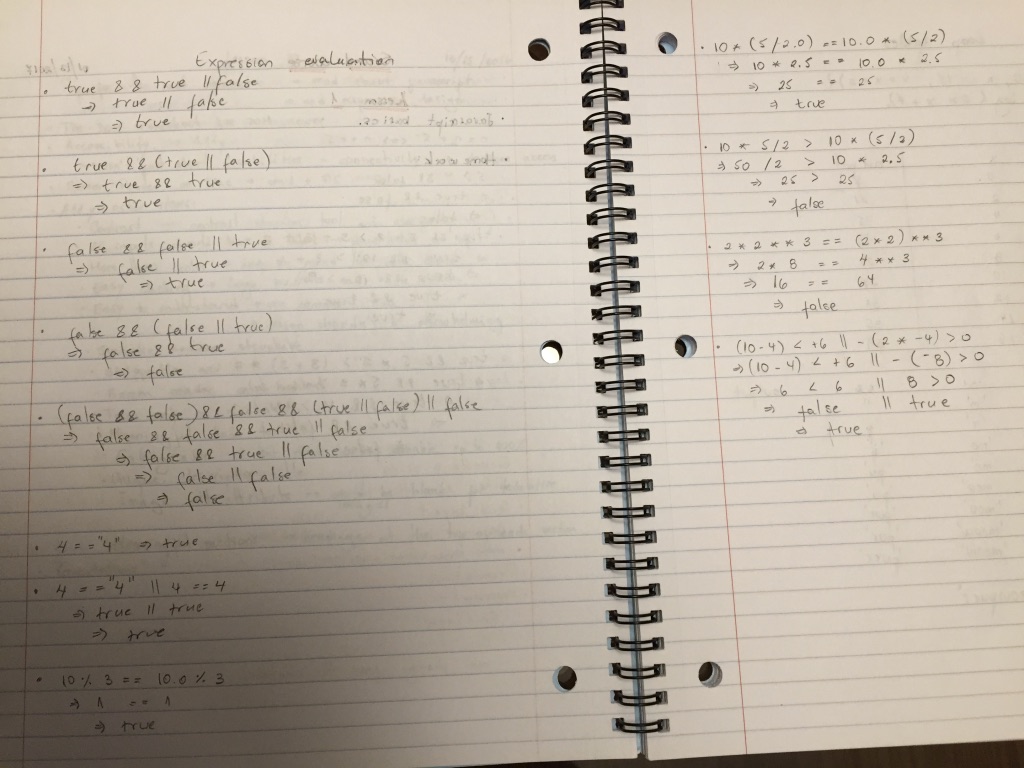 Expression evaluation
• true && true || false
⇒ true || false
⇒ true
• true && (true || false)
⇒ true && true
⇒ true
• false && false || true
⇒ false || true
⇒ true
• false && (false || true)
⇒ false && true
⇒ false
• (false && false) && false && (true || false) || false
⇒ false && false && true || false
⇒ false && true || false
⇒ false || false
⇒ false
• 4 == "4" ⇒ true
• 4 == "4" || 4 == 4
⇒ true || true
⇒ true
• 10 % 3 == 10.0 % 3
⇒ 1 == 1
⇒ true
• 10 * (5/2.0) == 10.0 * (5/2)
⇒ 10 * 2.5 == 10.0 * 2.5
⇒ 25 == 25
⇒ true
• 10 * 5/2 > 10 * (5/2)
⇒ 50 /2 > 10 * 2.5
⇒ 25 > 25
⇒ false
• 2 * 2 ** 3 == (2*2) ** 3
⇒ 2 * 8 == 4 ** 3
⇒ 16 == 64
⇒ false
• (10-4) < +6 || - (2 * -4) > 0
⇒ (10-4) < +6 || - (-8) > 0
⇒ 6 < 6 || 8 > 0
⇒ false || true
⇒ true